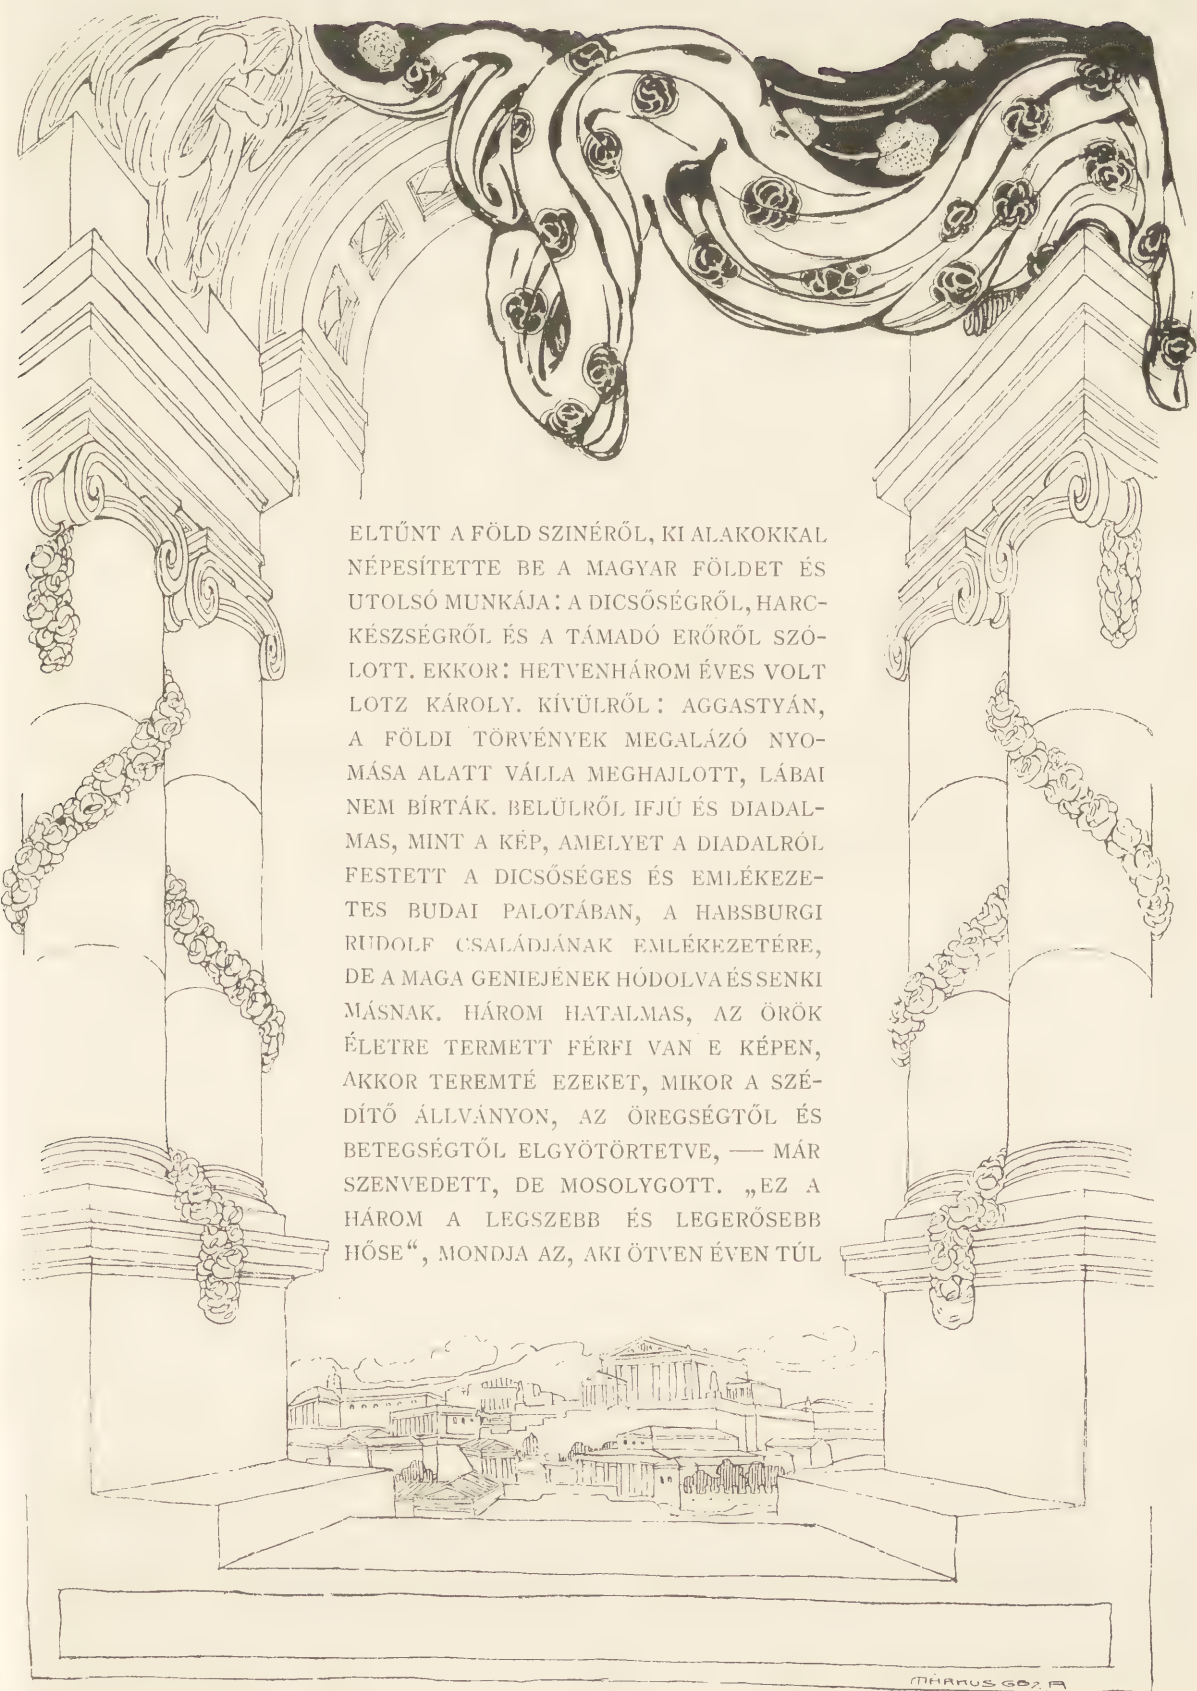 ELTŰNT A FÖLD SZINÉRŐL, KI ALAKOKKAL
NÉPESÍTETTE BE A MAGYAR FÖLDET ÉS
UTOLSÓ MUNKÁJA: A DICSŐSÉGRŐL, HARC-
KÉSZSÉGRŐL ÉS A TÁMADÓ ERŐRŐL SZÓ-
LOTT. EKKOR: HETVENHÁROM ÉVES VOLT
LOTZ KÁROLY. KÍVÜLRŐL: AGGASTYÁN,
A FÖLDI TÖRVÉNYEK MEGALÁZÓ NYO-
MÁSA ALATT VÁLLA MEGHAJLOTT, LÁBAI
NEM BÍRTÁK. BELÜLRŐL IFJÚ ÉS DIADAL-
MAS, MINT A KÉP, AMELYET A DIADALRÓL
FESTETT A DICSŐSÉGES ÉS EMLÉKEZE-
TES BUDAI PALOTÁBAN, A HABSBURGI
RUDOLF CSALÁDJÁNAK EMLÉKEZETÉRE,
DE A MAGA GENIEJÉNEK HÓDOLVA ÉS SENKI
MÁSNAK. HÁROM HATALMAS, AZ ÖRÖK
ÉLETRE TERMETT FÉRFI VAN E KÉPEN,
AKKOR TEREMTÉ EZEKET, MIKOR A SZÉ-
DÍTŐ ÁLLVÁNYON, AZ ÖREGSÉGTŐL ÉS
BETEGSÉGTŐL ELGYÖTÖRTETVE, — MÁR
SZENVEDETT, DE MOSOLYGOTT. „EZ A
HÁROM A LEGSZEBB ÉS LEGERŐSEBB
HŐSE“, MONDJA AZ, AKI ÖTVEN ÉVEN TÚL
MÁRKUS